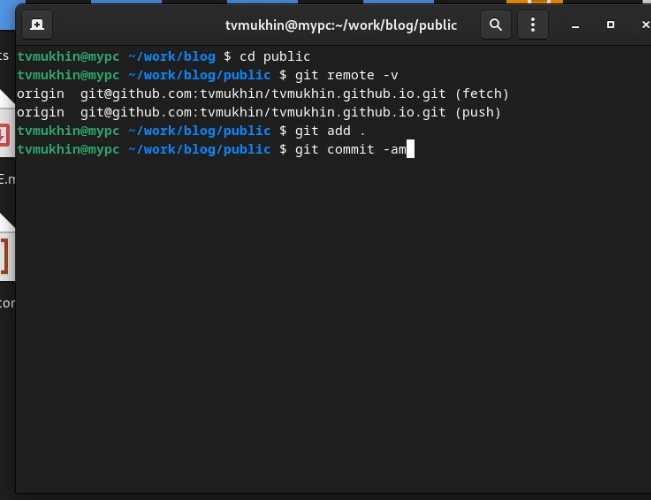 tvmukhin@mypc:~/work/blog/public
ts
tvmukhin@mypc ~/work/blog $ cd public
tvmukhin@mypc ~/work/blog/public $ git remote -v
origin  git@github.com:tvmukhin/tvmukhin.github.io.git (fetch)
origin  git@github.com:tvmukhin/tvmukhin.github.io.git (push)
tvmukhin@mypc ~/work/blog/public $ git add .
tvmukhin@mypc ~/work/blog/public $ git commit -am
E.m
tor